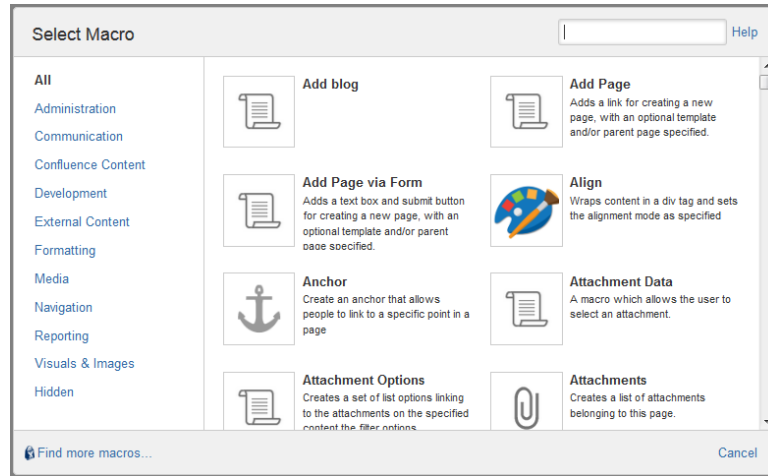 Select Macro
Help
All
Administration
Communication
Confluence Content
Development
External Content
Formatting
Media
Navigation
Reporting
Visuals & Images
Hidden
Add blog
Add Page
Adds a link for creating a new
page, with an optional template
and/or parent page specified.
Add Page via Form
Adds a text box and submit button
for creating a new page, with an
optional template and/or parent
page specified.
Align
Wraps content in a div tag and sets
the alignment mode as specified
Anchor
Create an anchor that allows
people to link to a specific point in a
page
Attachment Data
A macro which allows the user to
select an attachment.
Attachment Options
Creates a set of list options linking
to the attachments on the specified
content the filter options
Attachments
Creates a list of attachments
belonging to this page.
Find more macros...
Cancel